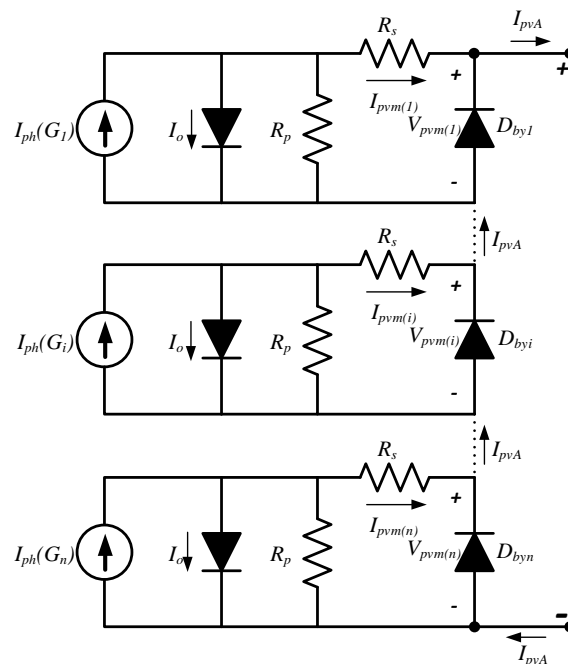 R_s
I_pvA
+
+
I_ph(G_1)
I_o
R_p
I_pvm(1)
V_pvm(1)
D_by1
-
I_pvA
R_s
+
I_ph(G_i)
I_o
R_p
I_pvm(i)
V_pvm(i)
D_byi
-
I_pvA
R_s
+
I_ph(G_n)
I_o
R_p
I_pvm(n)
V_pvm(n)
D_byn
-
-
I_pvA